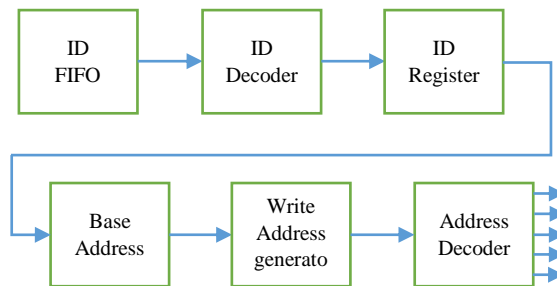 ID
FIFO
ID
Decoder
ID
Register
Base
Address
Write
Address
generato
Address
Decoder